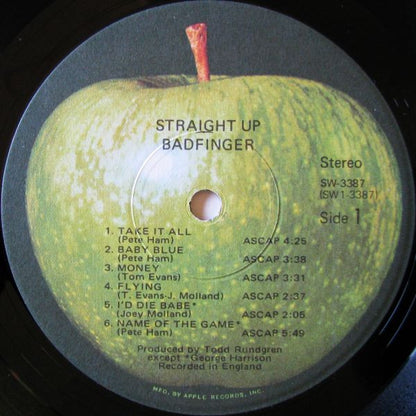 STRAIGHT UP
BADFINGER
Stereo
SW-3387
(SW1-3387)
Side 1
1. TAKE IT ALL
(Pete Ham) ASCAP 4:25
2. BABY BLUE
(Pete Ham) ASCAP 3:38
3. MONEY
(Tom Evans) ASCAP 3:31
4. FLYING
(T. Evans-J. Molland) ASCAP 2:37
5. I'D DIE BABE*
(Joey Molland) ASCAP 2:05
6. NAME OF THE GAME*
(Pete Ham) ASCAP 5:49
Produced by Todd Rundgren
except *George Harrison
Recorded in England
MFD. BY APPLE RECORDS, INC.